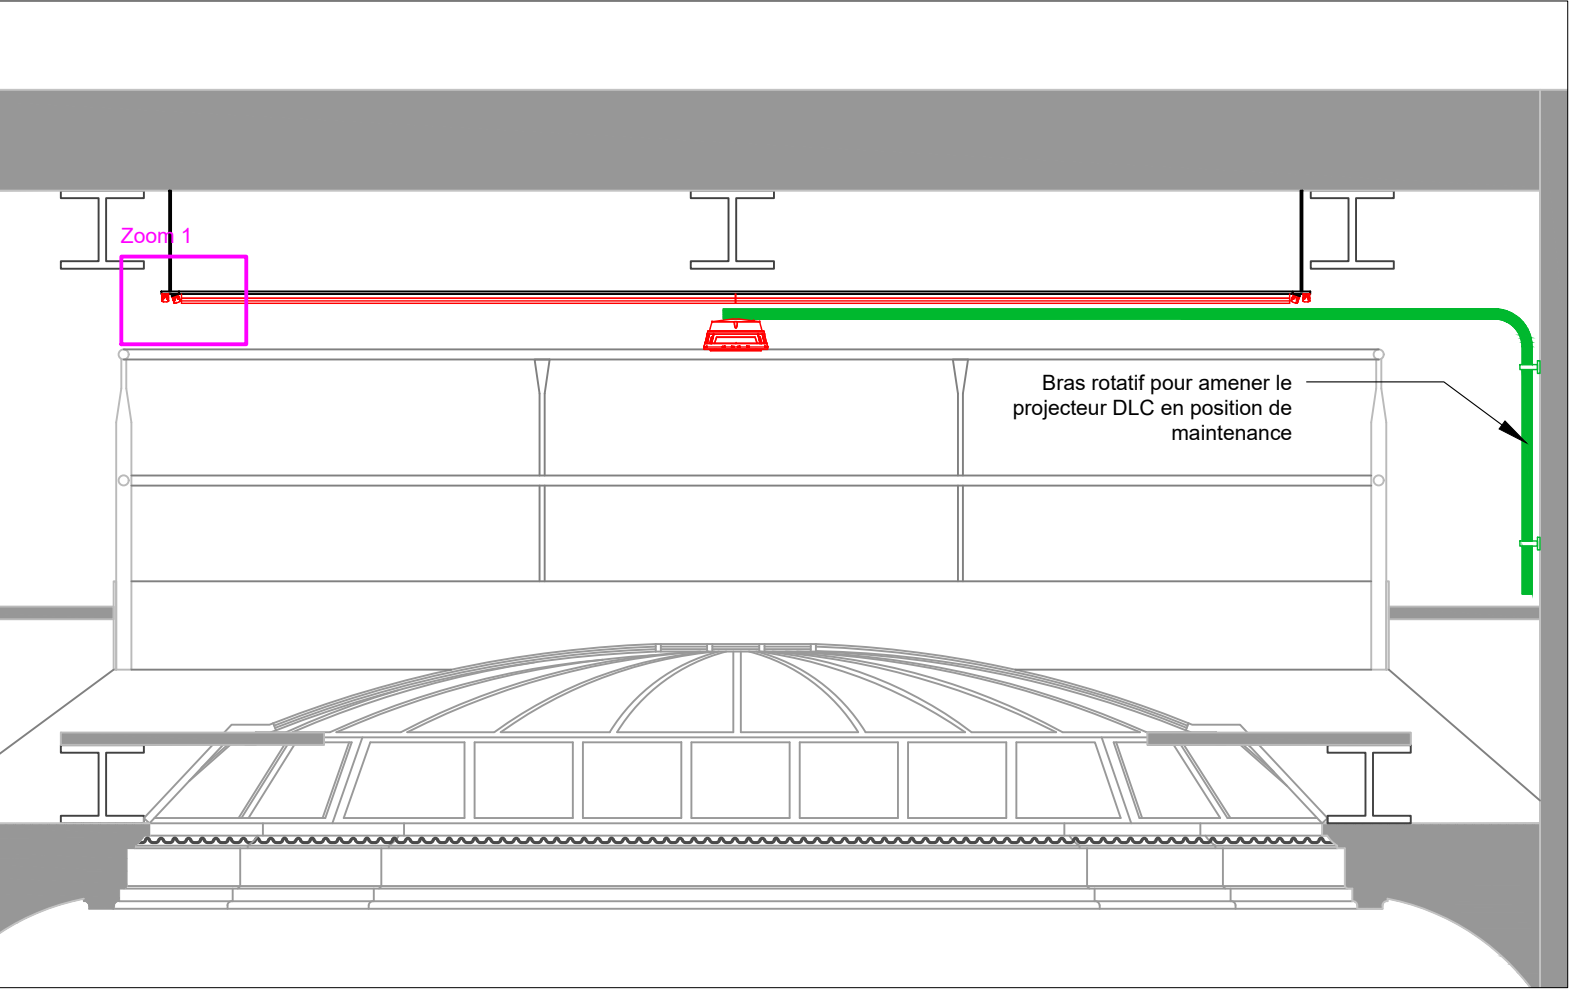 Zoom 1
Bras rotatif pour amener le
projecteur DLC en position de
maintenance